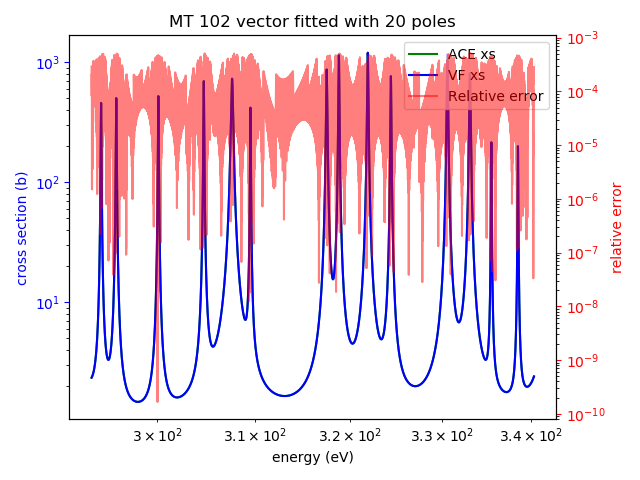 MT 102 vector fitted with 20 poles
ACE xs
VF xs
Relative error
cross section (b)
10³
10²
10¹
relative error
10⁻³
10⁻⁴
10⁻⁵
10⁻⁶
10⁻⁷
10⁻⁸
10⁻⁹
10⁻¹⁰
3 × 10² 3.1 × 10² 3.2 × 10² 3.3 × 10² 3.4 × 10²
energy (eV)